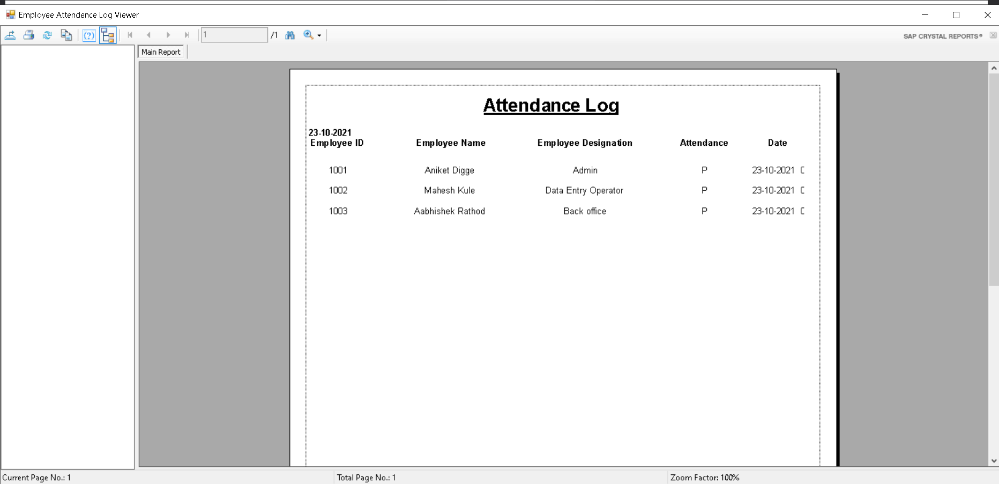 Employee Attendence Log Viewer
1 /1
SAP CRYSTAL REPORTS®
Main Report
Attendance Log
23-10-2021
Employee ID Employee Name Employee Designation Attendance Date
1001 Aniket Digge Admin P 23-10-2021
1002 Mahesh Kule Data Entry Operator P 23-10-2021
1003 Aabhishek Rathod Back office P 23-10-2021
Current Page No.: 1 Total Page No.: 1 Zoom Factor: 100%